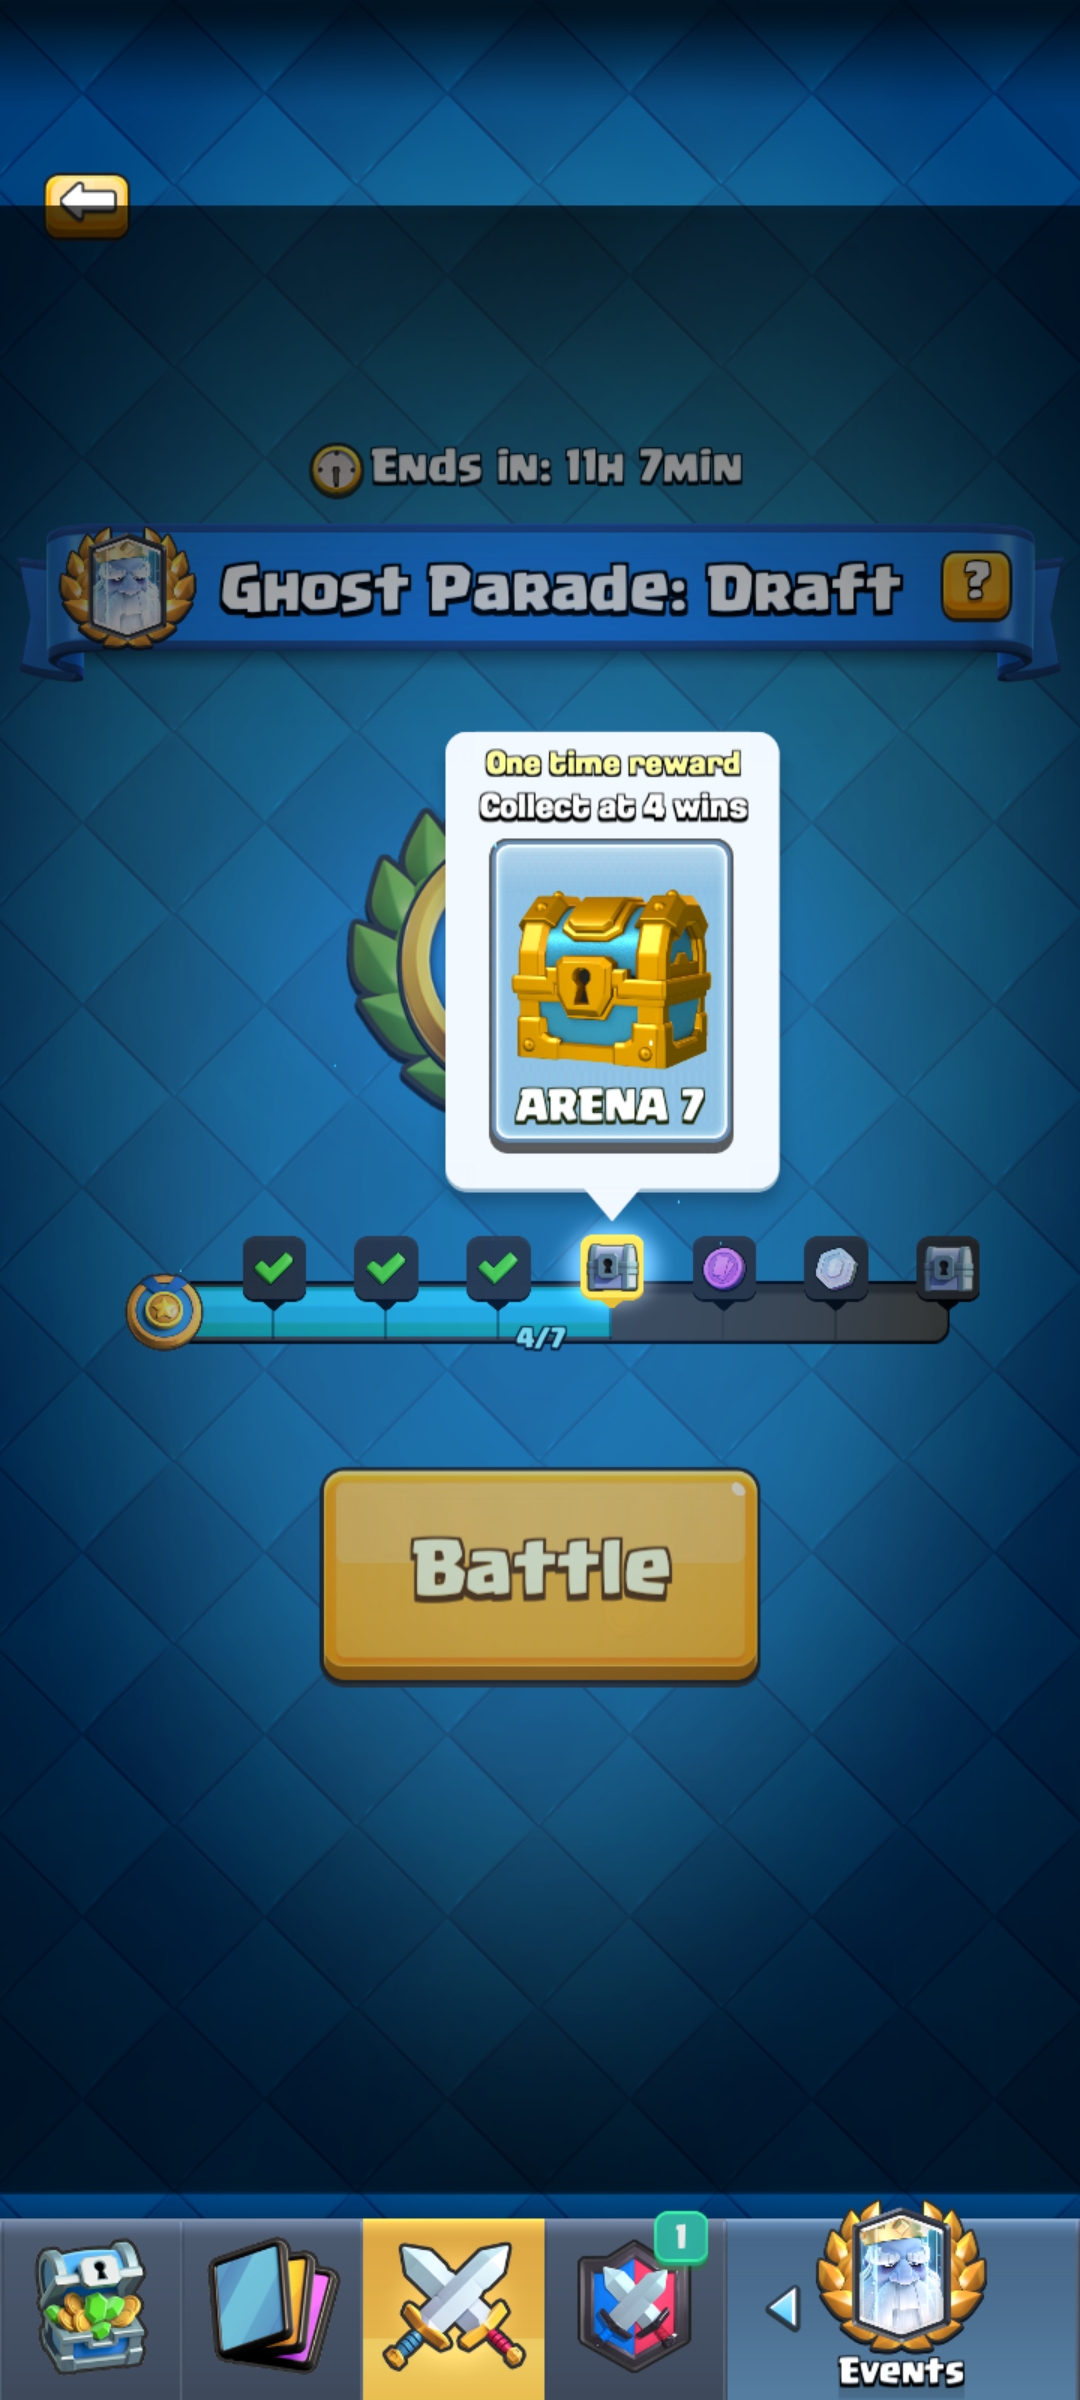 Ends in: 11H 7MIN
Ghost Parade: Draft
?
One time reward
Collect at 4 wins
ARENA 7
4/7
Battle
1
Events